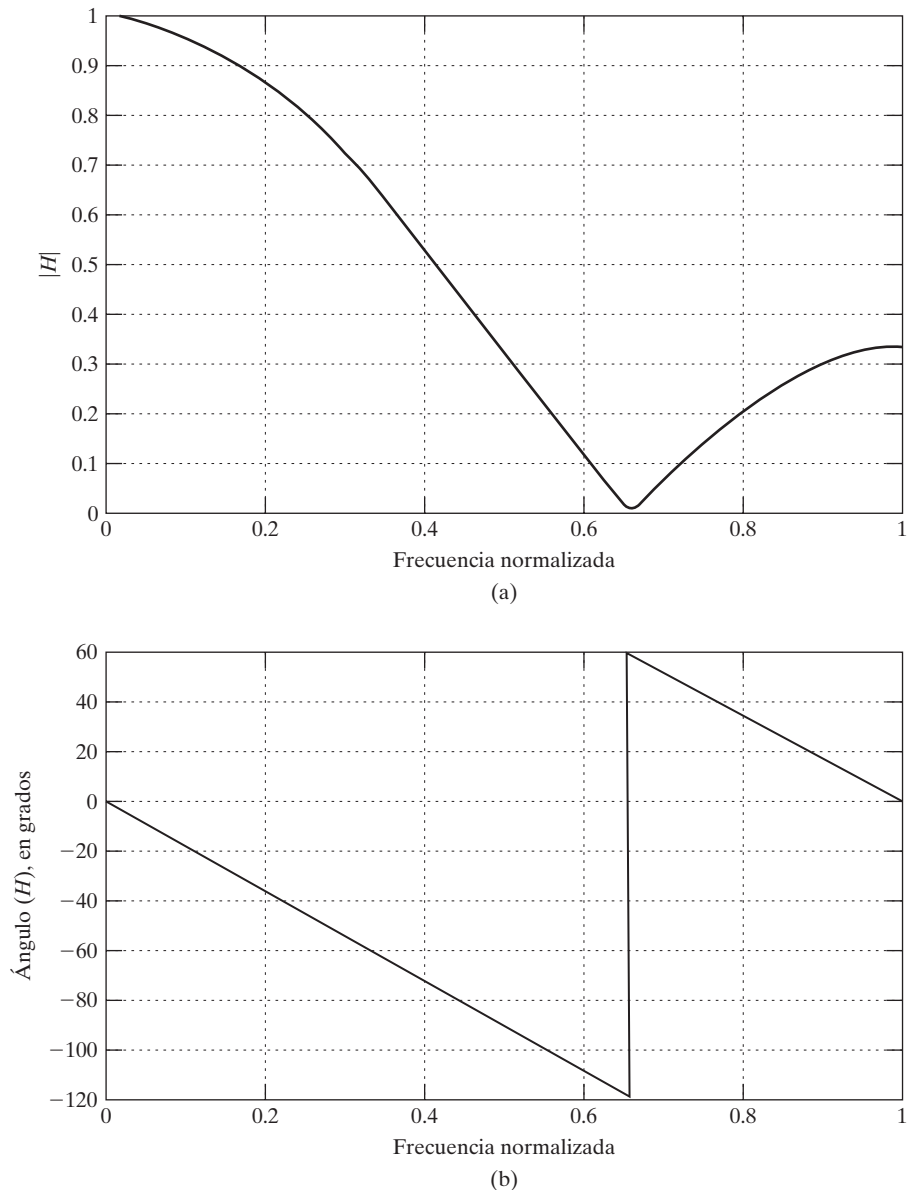 1
0.9
0.8
0.7
0.6
|H|
0.5
0.4
0.3
0.2
0.1
0
0 0.2 0.4 0.6 0.8 1
Frecuencia normalizada
(a)
60
40
20
0
−20
−40
−60
−80
−100
−120
Ángulo (H), en grados
0 0.2 0.4 0.6 0.8 1
Frecuencia normalizada
(b)